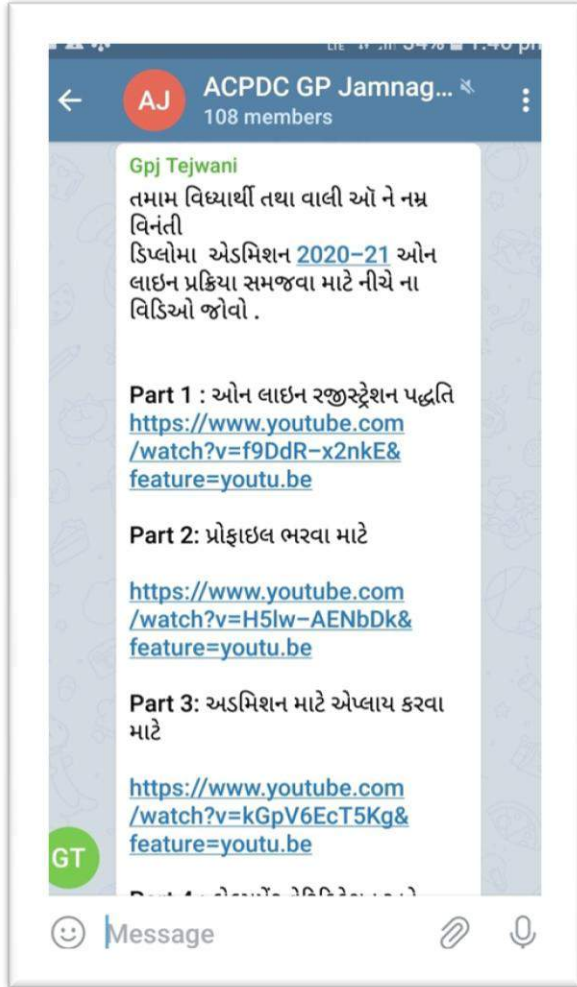 AJ
ACPDC GP Jamnag...
108 members
Gpj Tejwani
તમામ વિધ્યાર્થી તથા વાલી ઑ ને નમ્ર
વિનંતી
ડિપ્લોમા એડમિશન 2020-21 ઓન
લાઇન પ્રક્રિયા સમજવા માટે નીચે ના
વિડિઓ જોવો .
Part 1 : ઓન લાઇન રજીસ્ટ્રેશન પદ્ધતિ
https://www.youtube.com
/watch?v=f9DdR-x2nkE&
feature=youtu.be
Part 2: પ્રોફાઇલ ભરવા માટે
https://www.youtube.com
/watch?v=H5lw-AENbDk&
feature=youtu.be
Part 3: અડમિશન માટે એપ્લાય કરવા
માટે
https://www.youtube.com
/watch?v=kGpV6EcT5Kg&
feature=youtu.be
GT
Message